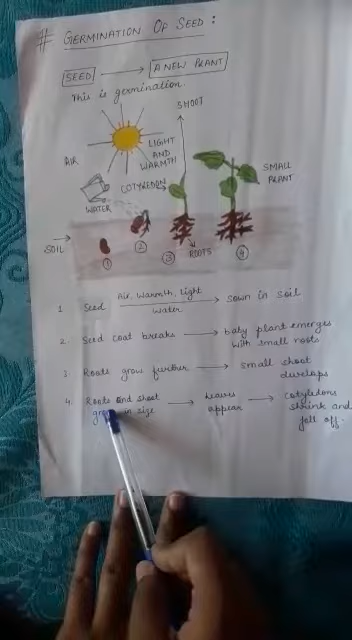 # GERMINATION OF SEED :
SEED → A NEW PLANT
This is germination.
SHOOT
AIR
LIGHT AND WARMTH
COTYLEDON
SMALL PLANT
WATER
SOIL
ROOTS
1 2 3 4
1 Seed Air, Warmth, Light Water → sown in soil
2. Seed coat breaks → baby plant emerges
with small roots
3 Roots grow further → small shoot
develops
4 Roots and shoot → leaves → cotyledons
grow in size appear shrink and
fall off.